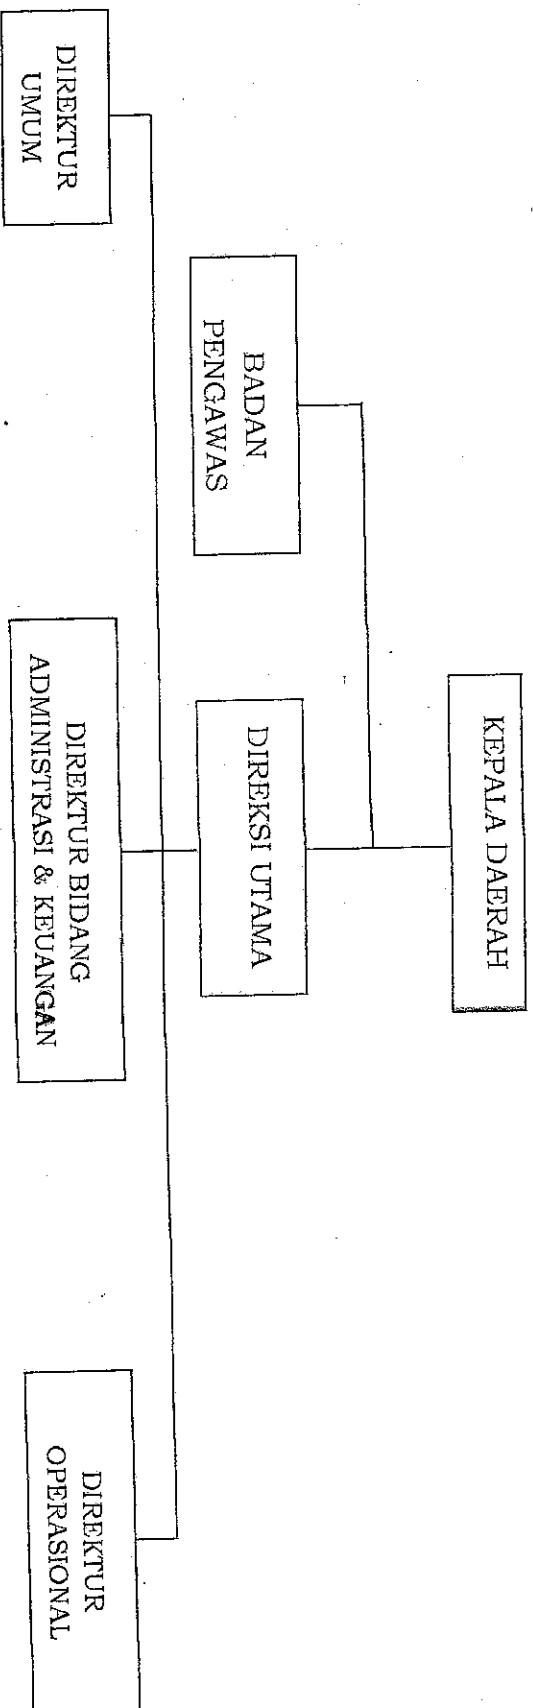 KEPALA DAERAH
BADAN
PENGAWAS
DIREKSI UTAMA
DIREKTUR
UMUM
DIREKTUR BIDANG
ADMINISTRASI & KEUANGAN
DIREKTUR
OPERASIONAL